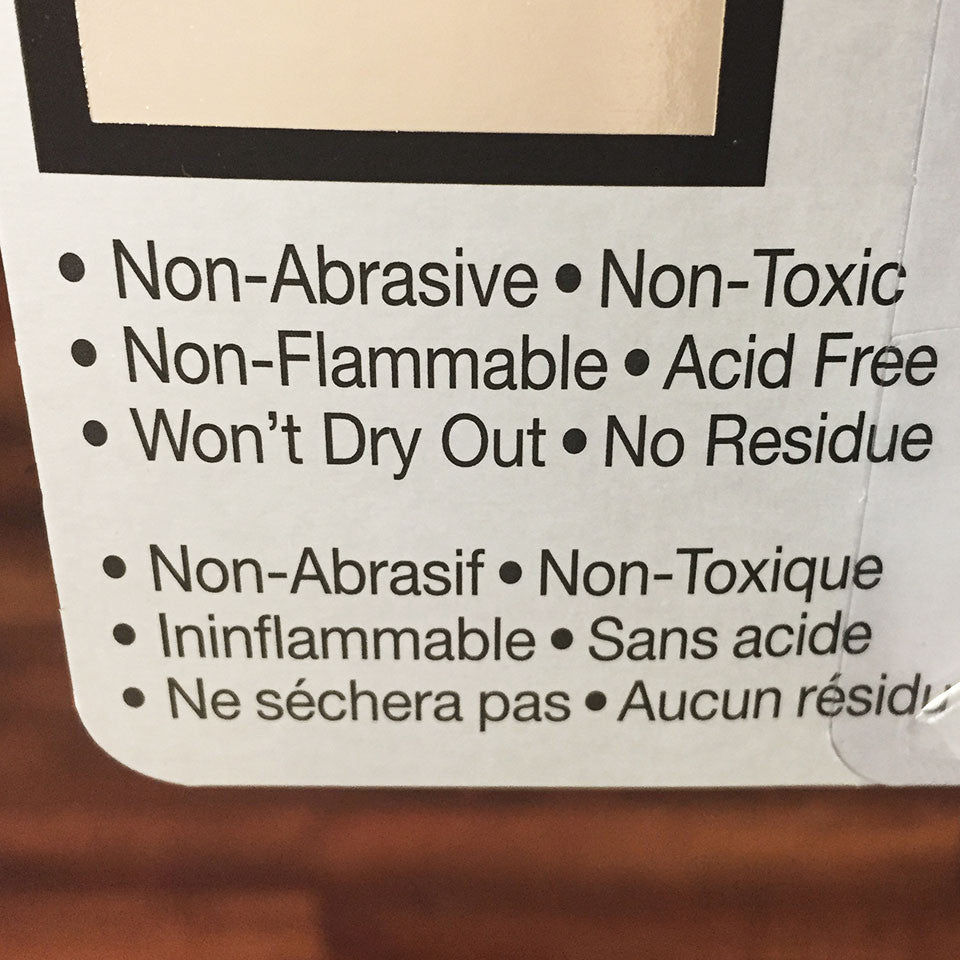 • Non-Abrasive • Non-Toxic
• Non-Flammable • Acid Free
• Won't Dry Out • No Residue
• Non-Abrasif • Non-Toxique
• Ininflammable • Sans acide
• Ne séchera pas • Aucun résidu